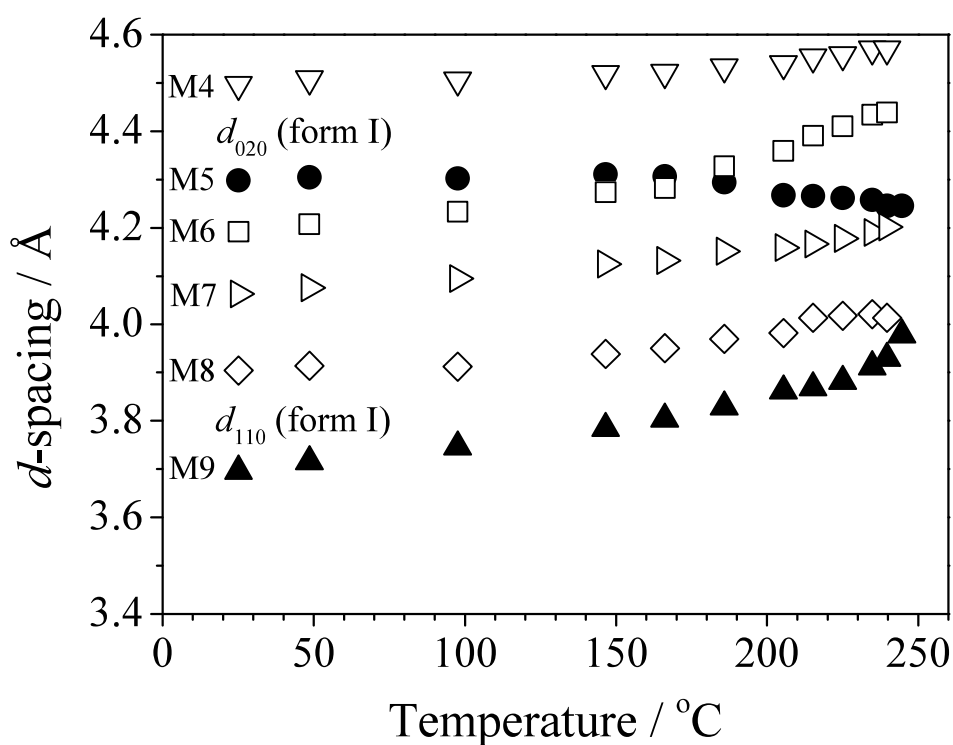 4.6
M4
d020 (form I)
4.4
M5
M6
4.2
M7
4.0
M8
d110 (form I)
3.8
M9
3.6
3.4
0 50 100 150 200 250
d-spacing / Å
Temperature / °C